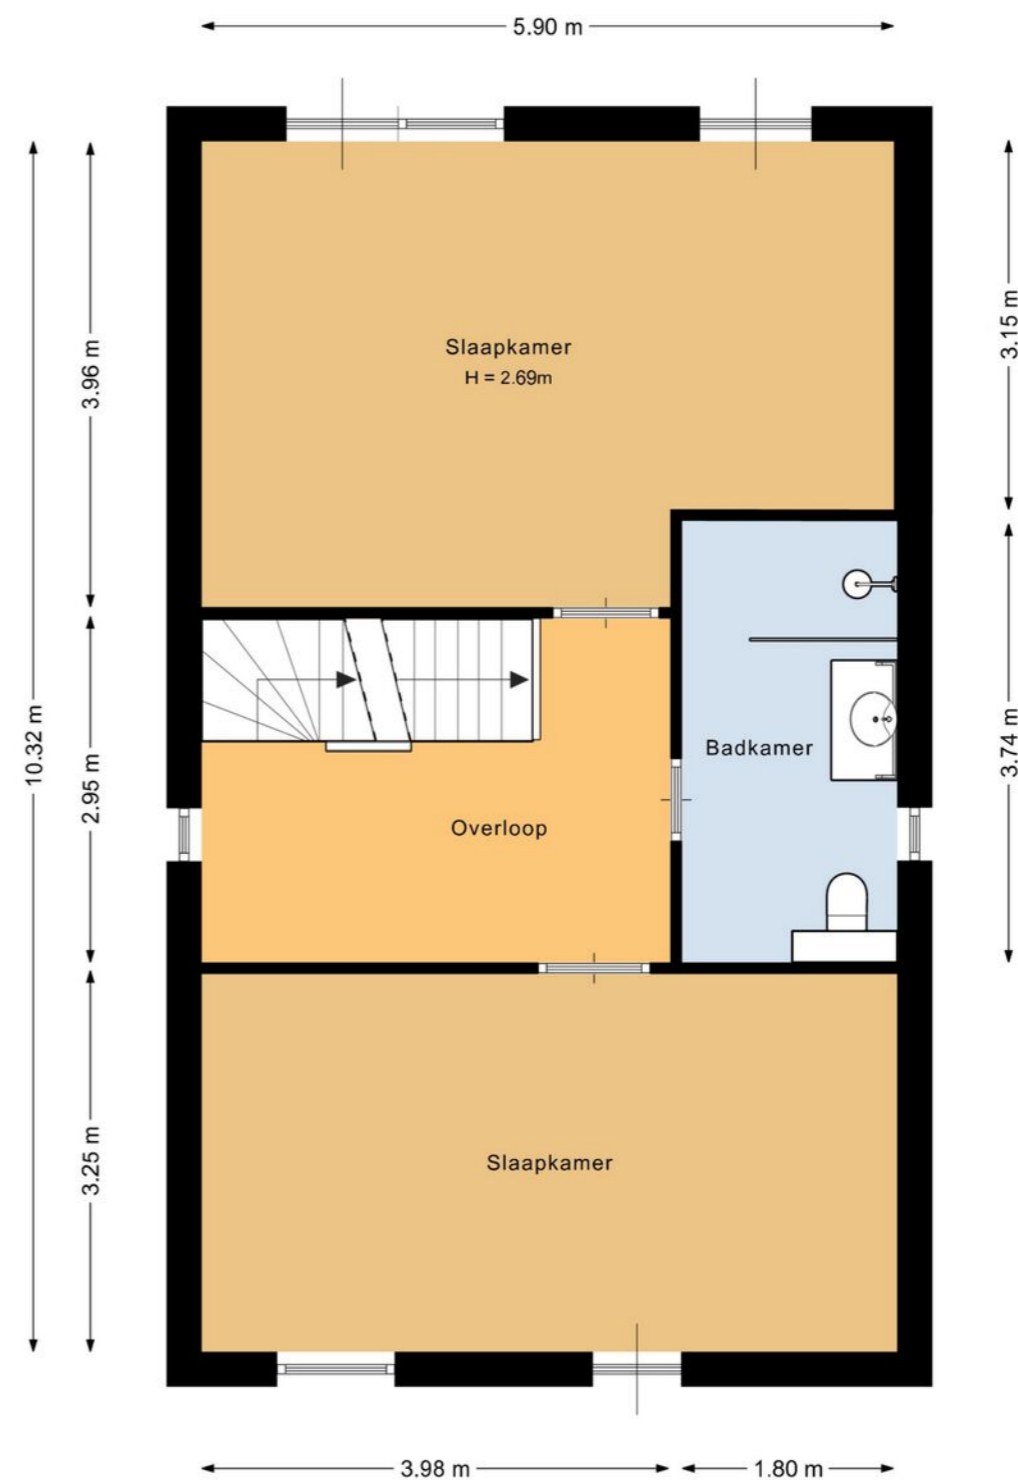 5.90 m
3.96 m
3.15 m
Slaapkamer
H = 2.69m
10.32 m
2.95 m
3.74 m
Badkamer
Overloop
3.25 m
Slaapkamer
3.98 m
1.80 m